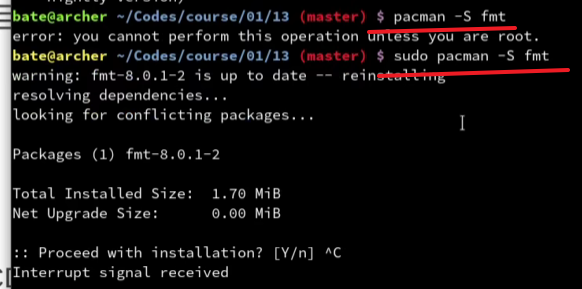 bate@archer ~/Codes/course/01/13 (master) $ pacman -S fmt
error: you cannot perform this operation unless you are root.
bate@archer ~/Codes/course/01/13 (master) $ sudo pacman -S fmt
warning: fmt-8.0.1-2 is up to date -- reinstalling
resolving dependencies...
looking for conflicting packages...
Packages (1) fmt-8.0.1-2
Total Installed Size:  1.70 MiB
Net Upgrade Size:      0.00 MiB
:: Proceed with installation? [Y/n] ^C
Interrupt signal received